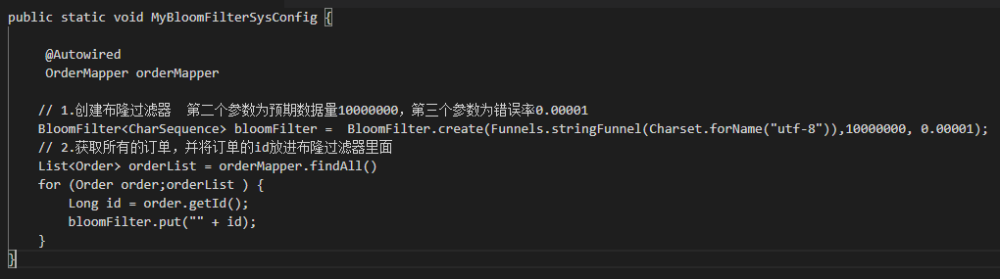 public static void MyBloomFilterSysConfig {
@Autowired
OrderMapper orderMapper
// 1.创建布隆过滤器  第二个参数为预期数据量10000000，第三个参数为错误率0.00001
BloomFilter<CharSequence> bloomFilter =  BloomFilter.create(Funnels.stringFunnel(Charset.forName("utf-8")),10000000, 0.00001);
// 2.获取所有的订单，并将订单的id放进布隆过滤器里面
List<Order> orderList = orderMapper.findAll()
for (Order order;orderList ) {
Long id = order.getId();
bloomFilter.put("" + id);
}
}